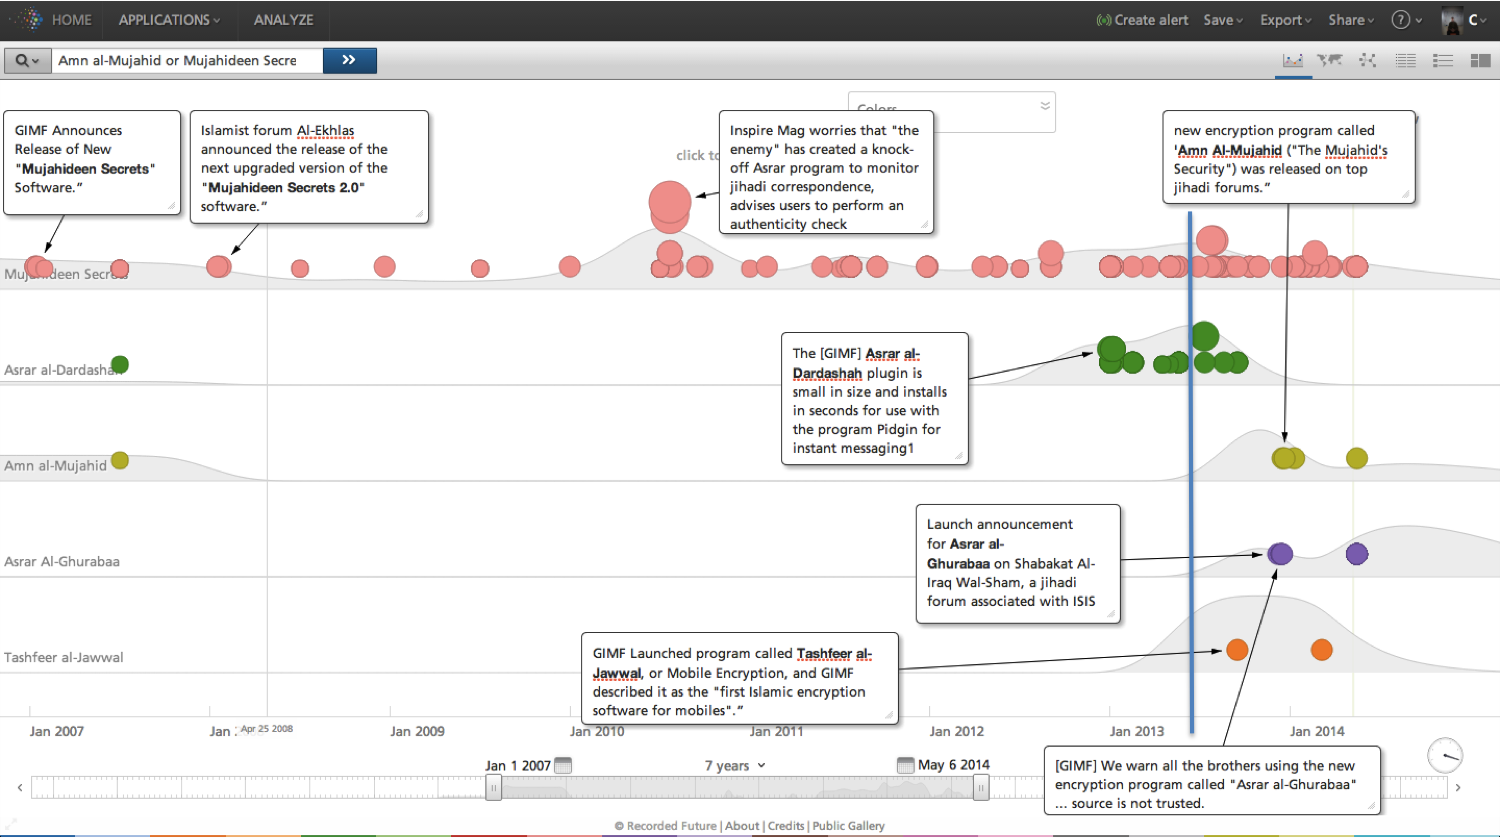 HOME APPLICATIONS ANALYZE Create alert Save Export Share ? C
Amn al-Mujahid or Mujahideen Secre »
Colors
click to
GIMF Announces
Release of New
"Mujahideen Secrets"
Software.”
Islamist forum Al-Ekhlas
announced the release of the
next upgraded version of the
"Mujahideen Secrets 2.0"
software.”
Inspire Mag worries that "the
enemy" has created a knock-
off Asrar program to monitor
jihadi correspondence,
advises users to perform an
authenticity check
new encryption program called
'Amn Al-Mujahid ("The Mujahid's
Security") was released on top
jihadi forums.”
Mujahideen Secrets
The [GIMF] Asrar al-
Dardashah plugin is
small in size and installs
in seconds for use with
the program Pidgin for
instant messaging1
Asrar al-Dardashah
Amn al-Mujahid
Launch announcement
for Asrar al-
Ghurabaa on Shabakat Al-
Iraq Wal-Sham, a jihadi
forum associated with ISIS
Asrar Al-Ghurabaa
GIMF Launched program called Tashfeer al-
Jawwal, or Mobile Encryption, and GIMF
described it as the "first Islamic encryption
software for mobiles".”
Tashfeer al-Jawwal
Jan 2007 Jan Apr 25 2008 Jan 2009 Jan 2010 Jan 2011 Jan 2012 Jan 2013 Jan 2014
[GIMF] We warn all the brothers using the new
encryption program called "Asrar al-Ghurabaa"
... source is not trusted.
Jan 1 2007 7 years May 6 2014
© Recorded Future | About | Credits | Public Gallery